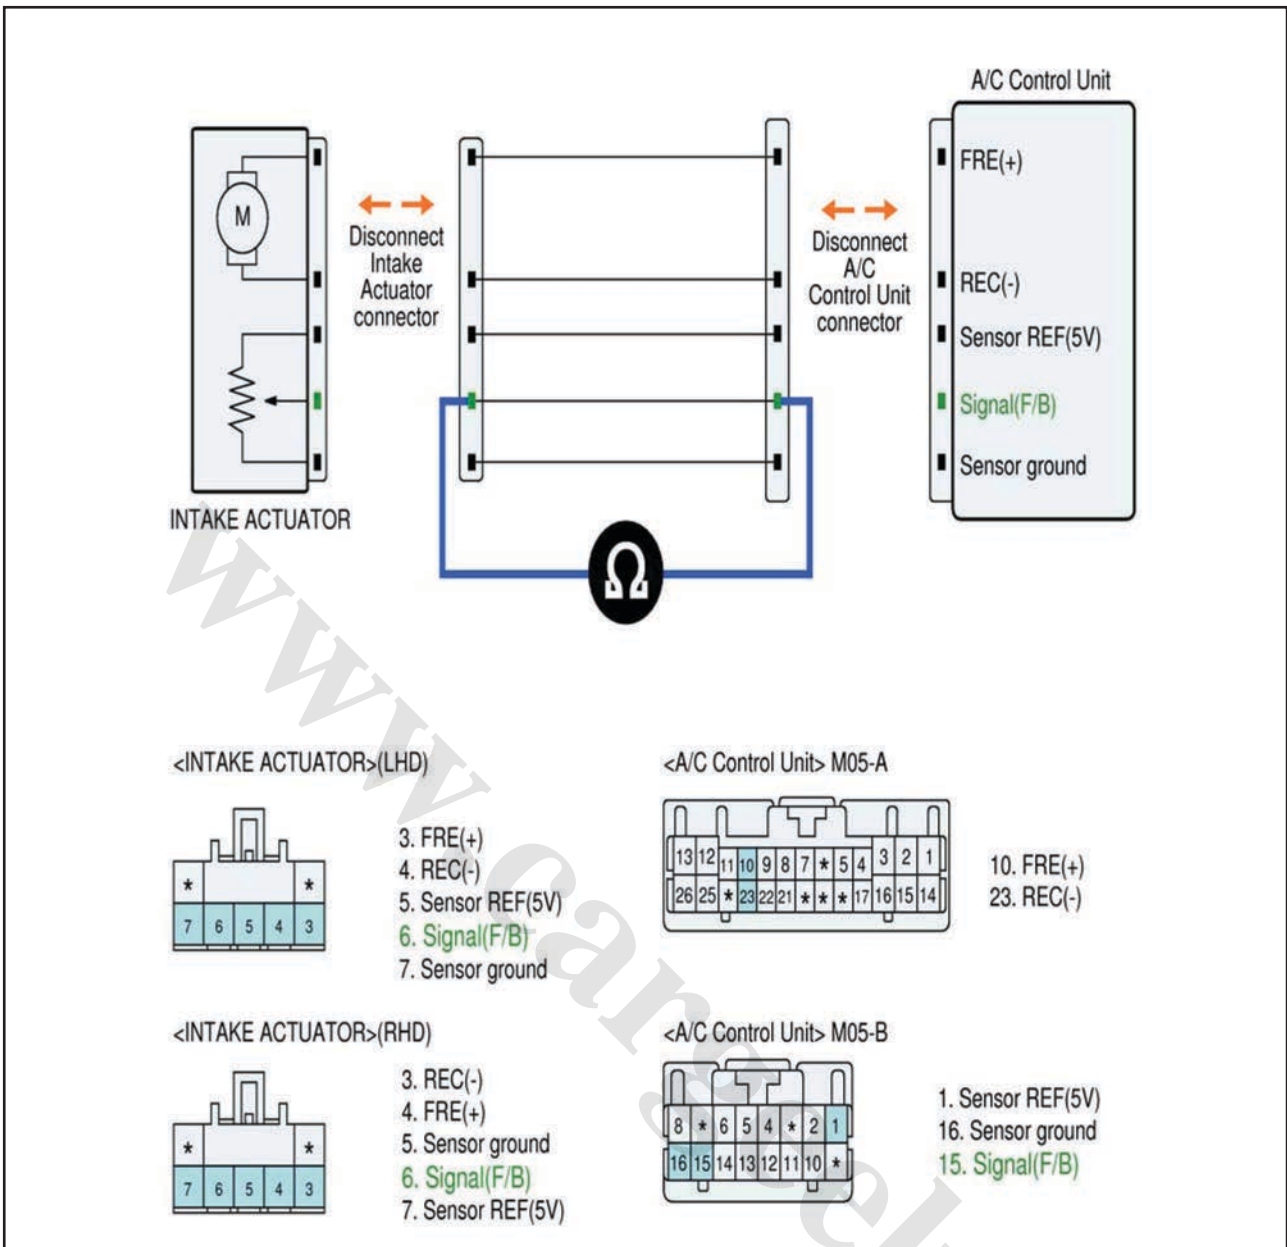 A/C Control Unit
FRE(+)
REC(-)
Sensor REF(5V)
Signal(F/B)
Sensor ground
M
Disconnect
Intake
Actuator
connector
Disconnect
A/C
Control Unit
connector
INTAKE ACTUATOR
Ω
<INTAKE ACTUATOR>(LHD)
* *
7 6 5 4 3
3. FRE(+)
4. REC(-)
5. Sensor REF(5V)
6. Signal(F/B)
7. Sensor ground
<A/C Control Unit> M05-A
13 12 11 10 9 8 7 * 5 4 3 2 1
26 25 * 23 22 21 * * * 17 16 15 14
10. FRE(+)
23. REC(-)
<INTAKE ACTUATOR>(RHD)
* *
7 6 5 4 3
3. REC(-)
4. FRE(+)
5. Sensor ground
6. Signal(F/B)
7. Sensor REF(5V)
<A/C Control Unit> M05-B
8 * 6 5 4 * 2 1
16 15 14 13 12 11 10 *
1. Sensor REF(5V)
16. Sensor ground
15. Signal(F/B)